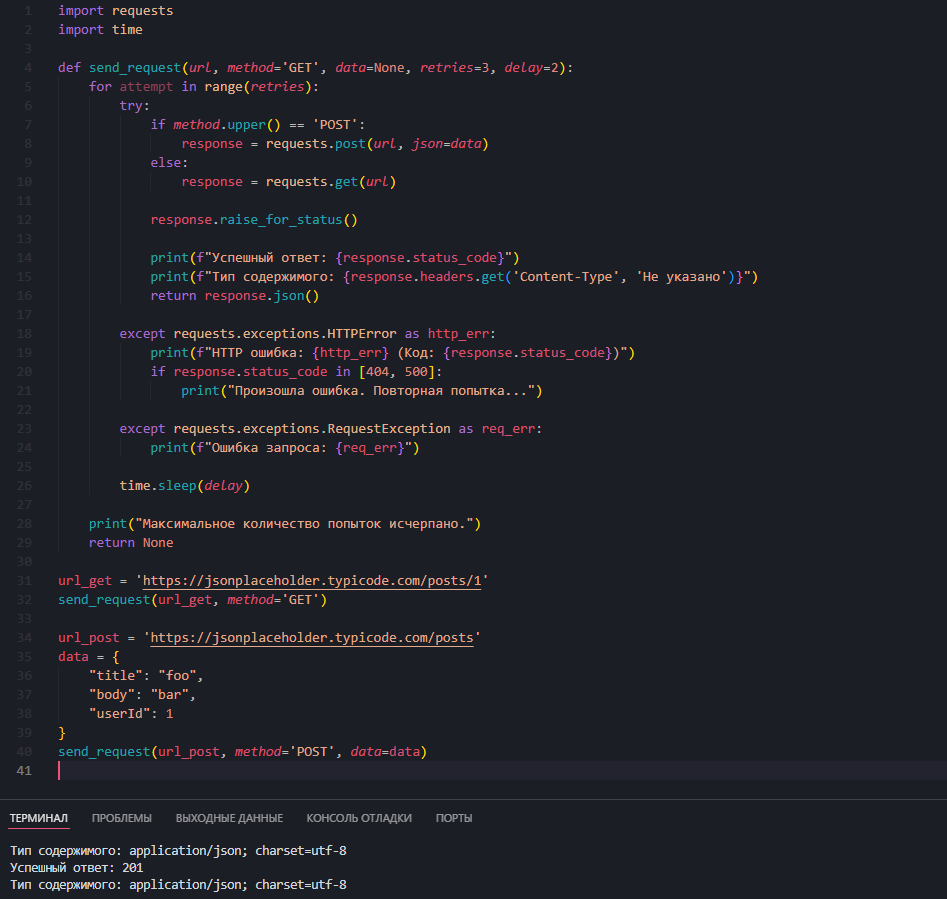 1 import requests
2 import time
3
4 def send_request(url, method='GET', data=None, retries=3, delay=2):
5     for attempt in range(retries):
6         try:
7             if method.upper() == 'POST':
8                 response = requests.post(url, json=data)
9             else:
10                 response = requests.get(url)
11
12             response.raise_for_status()
13
14             print(f"Успешный ответ: {response.status_code}")
15             print(f"Тип содержимого: {response.headers.get('Content-Type', 'Не указано')}")
16             return response.json()
17
18         except requests.exceptions.HTTPError as http_err:
19             print(f"HTTP ошибка: {http_err} (Код: {response.status_code})")
20             if response.status_code in [404, 500]:
21                 print("Произошла ошибка. Повторная попытка...")
22
23         except requests.exceptions.RequestException as req_err:
24             print(f"Ошибка запроса: {req_err}")
25
26         time.sleep(delay)
27
28     print("Максимальное количество попыток исчерпано.")
29     return None
30
31 url_get = 'https://jsonplaceholder.typicode.com/posts/1'
32 send_request(url_get, method='GET')
33
34 url_post = 'https://jsonplaceholder.typicode.com/posts'
35 data = {
36     "title": "foo",
37     "body": "bar",
38     "userId": 1
39 }
40 send_request(url_post, method='POST', data=data)
41
ТЕРМИНАЛ ПРОБЛЕМЫ ВЫХОДНЫЕ ДАННЫЕ КОНСОЛЬ ОТЛАДКИ ПОРТЫ
Тип содержимого: application/json; charset=utf-8
Успешный ответ: 201
Тип содержимого: application/json; charset=utf-8